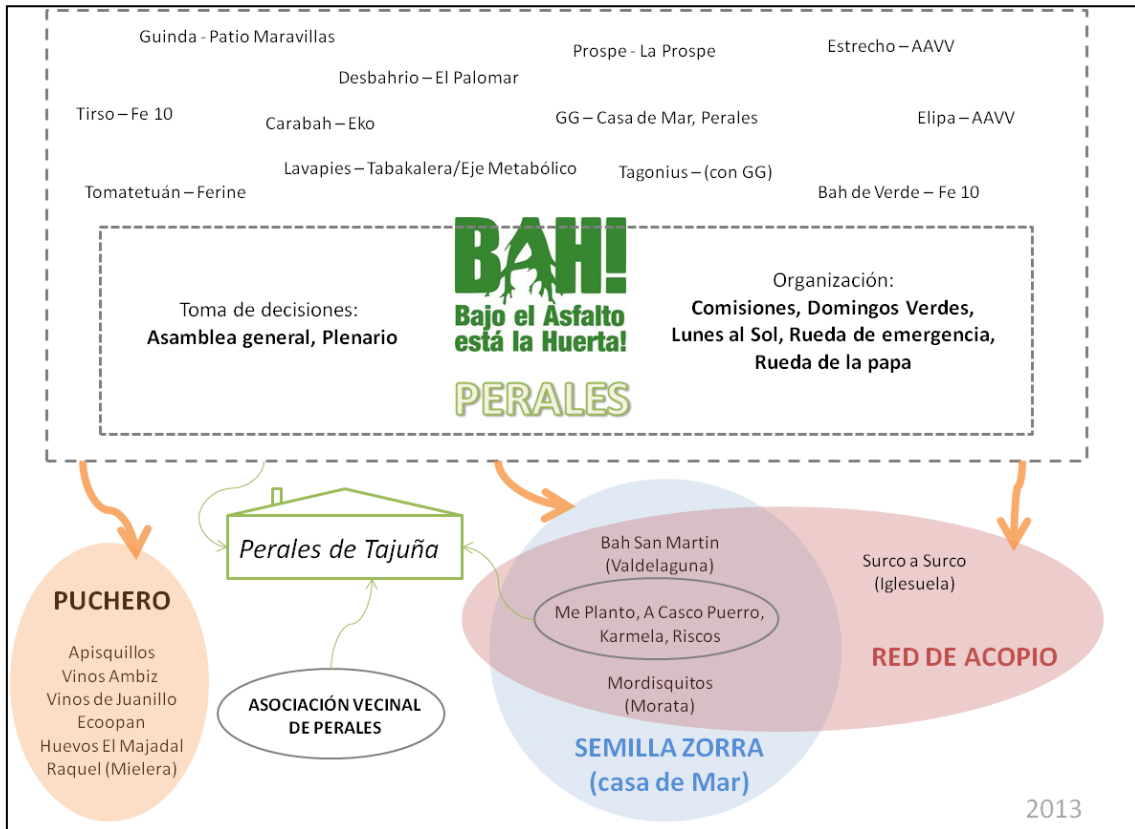 Guinda - Patio Maravillas
Prospe - La Prospe
Estrecho – AAVV
Desbahrio – El Palomar
Tirso – Fe 10
Carabah – Eko
GG – Casa de Mar, Perales
Elipa – AAVV
Lavapies – Tabakalera/Eje Metabólico
Tagonius – (con GG)
Tomatetuán – Ferine
Bah de Verde – Fe 10
Toma de decisiones:
Asamblea general, Plenario
BAH!
Bajo el Asfalto
está la Huerta!
PERALES
Organización:
Comisiones, Domingos Verdes,
Lunes al Sol, Rueda de emergencia,
Rueda de la papa
Perales de Tajuña
PUCHERO
Apisquillos
Vinos Ambiz
Vinos de Juanillo
Ecoopan
Huevos El Majadal
Raquel (Mielera)
ASOCIACIÓN VECINAL
DE PERALES
Bah San Martin
(Valdelaguna)
Me Planto, A Casco Puerro,
Karmela, Riscos
Mordisquitos
(Morata)
SEMILLA ZORRA
(casa de Mar)
Surco a Surco
(Iglesuela)
RED DE ACOPIO
2013